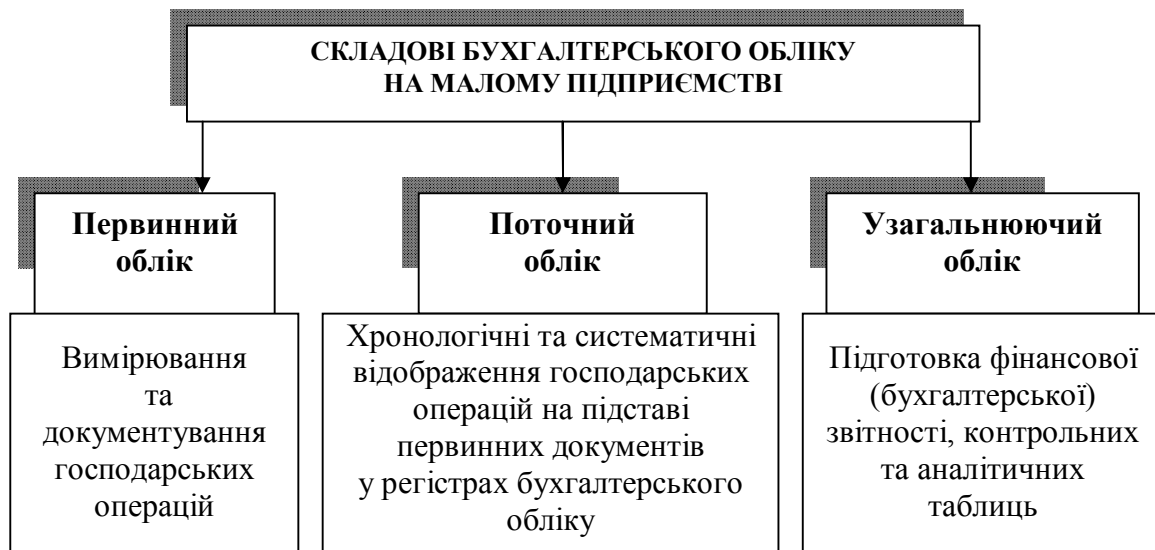 СКЛАДОВІ БУХГАЛТЕРСЬКОГО ОБЛІКУ
НА МАЛОМУ ПІДПРИЄМСТВІ
Первинний
облік
Вимірювання
та
документування
господарських
операцій
Поточний
облік
Хронологічні та систематичні
відображення господарських
операцій на підставі
первинних документів
у регістрах бухгалтерського
обліку
Узагальнюючий
облік
Підготовка фінансової
(бухгалтерської)
звітності, контрольних
та аналітичних
таблиць